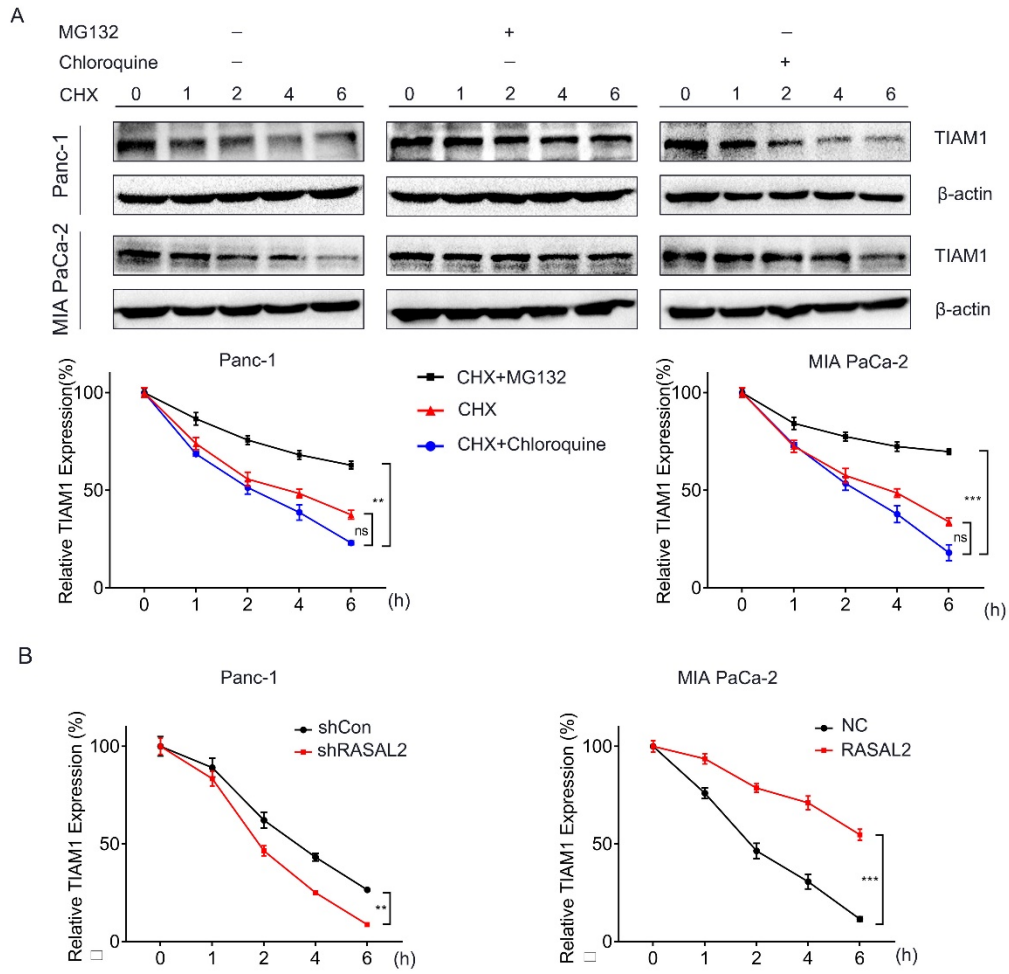 A
MG132 – + –
Chloroquine – – +
CHX 0 1 2 4 6 0 1 2 4 6 0 1 2 4 6
Panc-1
TIAM1
β-actin
MIA PaCa-2
TIAM1
β-actin
Panc-1
Relative TIAM1 Expression(%)
100
50
0
**
ns
0 1 2 4 6 (h)
CHX+MG132
CHX
CHX+Chloroquine
MIA PaCa-2
Relative TIAM1 Expression(%)
100
50
0
***
ns
0 1 2 4 6 (h)
B
Panc-1
Relative TIAM1 Expression (%)
100
50
0
shCon
shRASAL2
**
0 1 2 4 6 (h)
MIA PaCa-2
Relative TIAM1 Expression (%)
100
50
0
NC
RASAL2
***
0 1 2 4 6 (h)